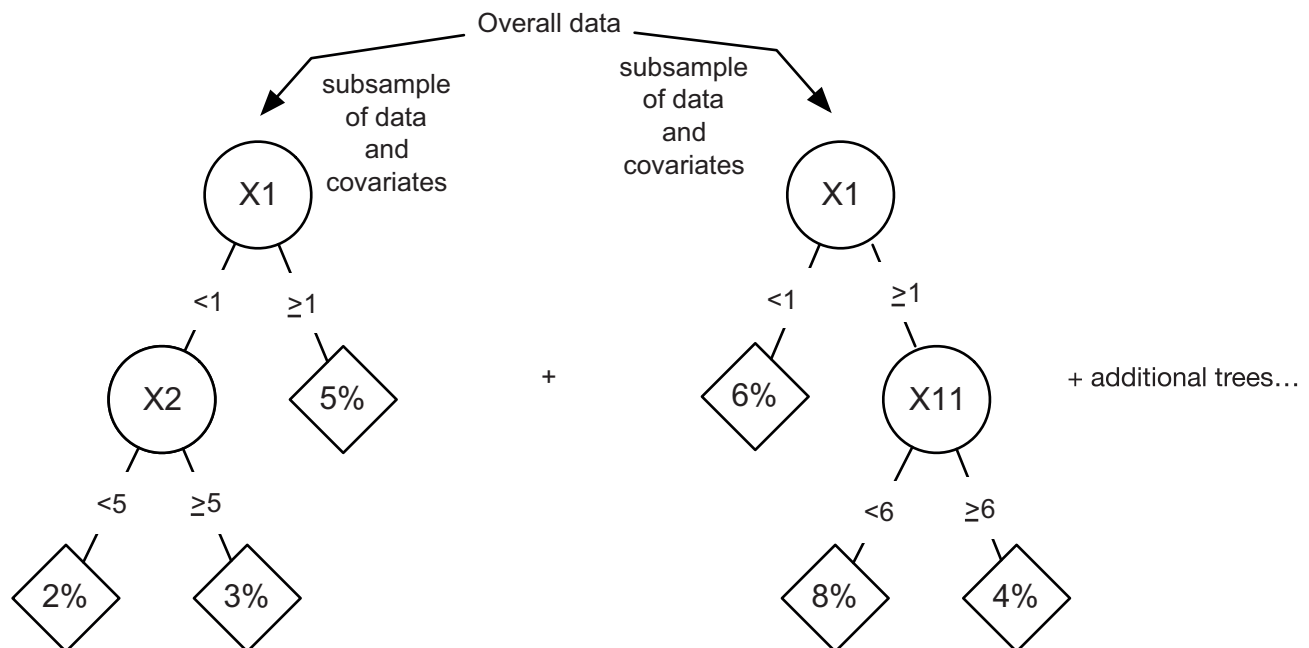 Overall data
subsample
of data
and
covariates
subsample
of data
and
covariates
X1
X1
<1
≥1
<1
≥1
X2
5%
+
6%
X11
+ additional trees…
<5
≥5
<6
≥6
2%
3%
8%
4%